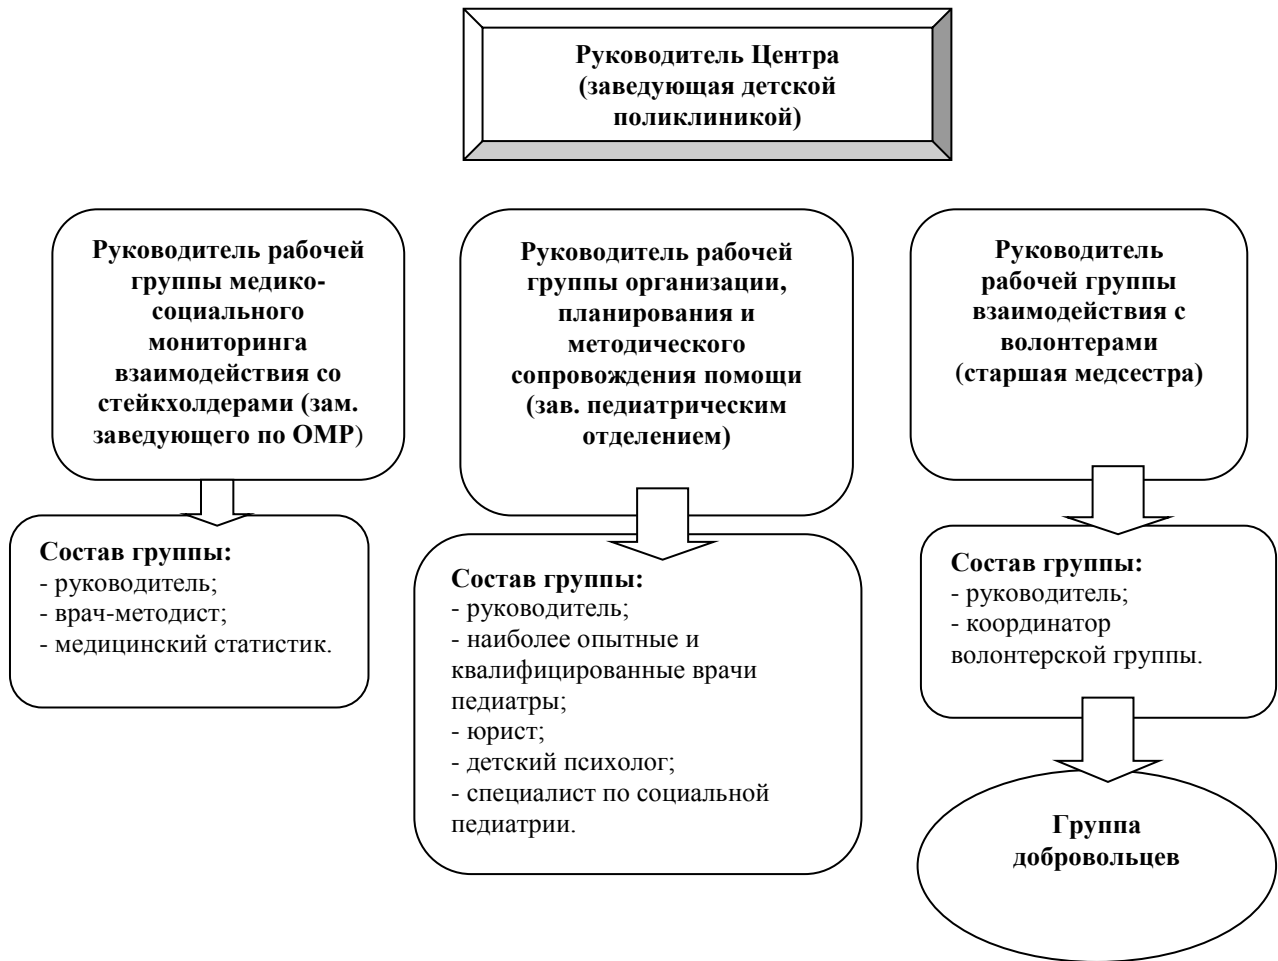 Руководитель Центра
(заведующая детской
поликлиникой)
Руководитель рабочей
группы медико-
социального
мониторинга
взаимодействия со
стейкхолдерами (зам.
заведующего по ОМР)
Руководитель рабочей
группы организации,
планирования и
методического
сопровождения помощи
(зав. педиатрическим
отделением)
Руководитель
рабочей группы
взаимодействия с
волонтерами
(старшая медсестра)
Состав группы:
- руководитель;
- врач-методист;
- медицинский статистик.
Состав группы:
- руководитель;
- наиболее опытные и
квалифицированные врачи
педиатры;
- юрист;
- детский психолог;
- специалист по социальной
педиатрии.
Состав группы:
- руководитель;
- координатор
волонтерской группы.
Группа
добровольцев